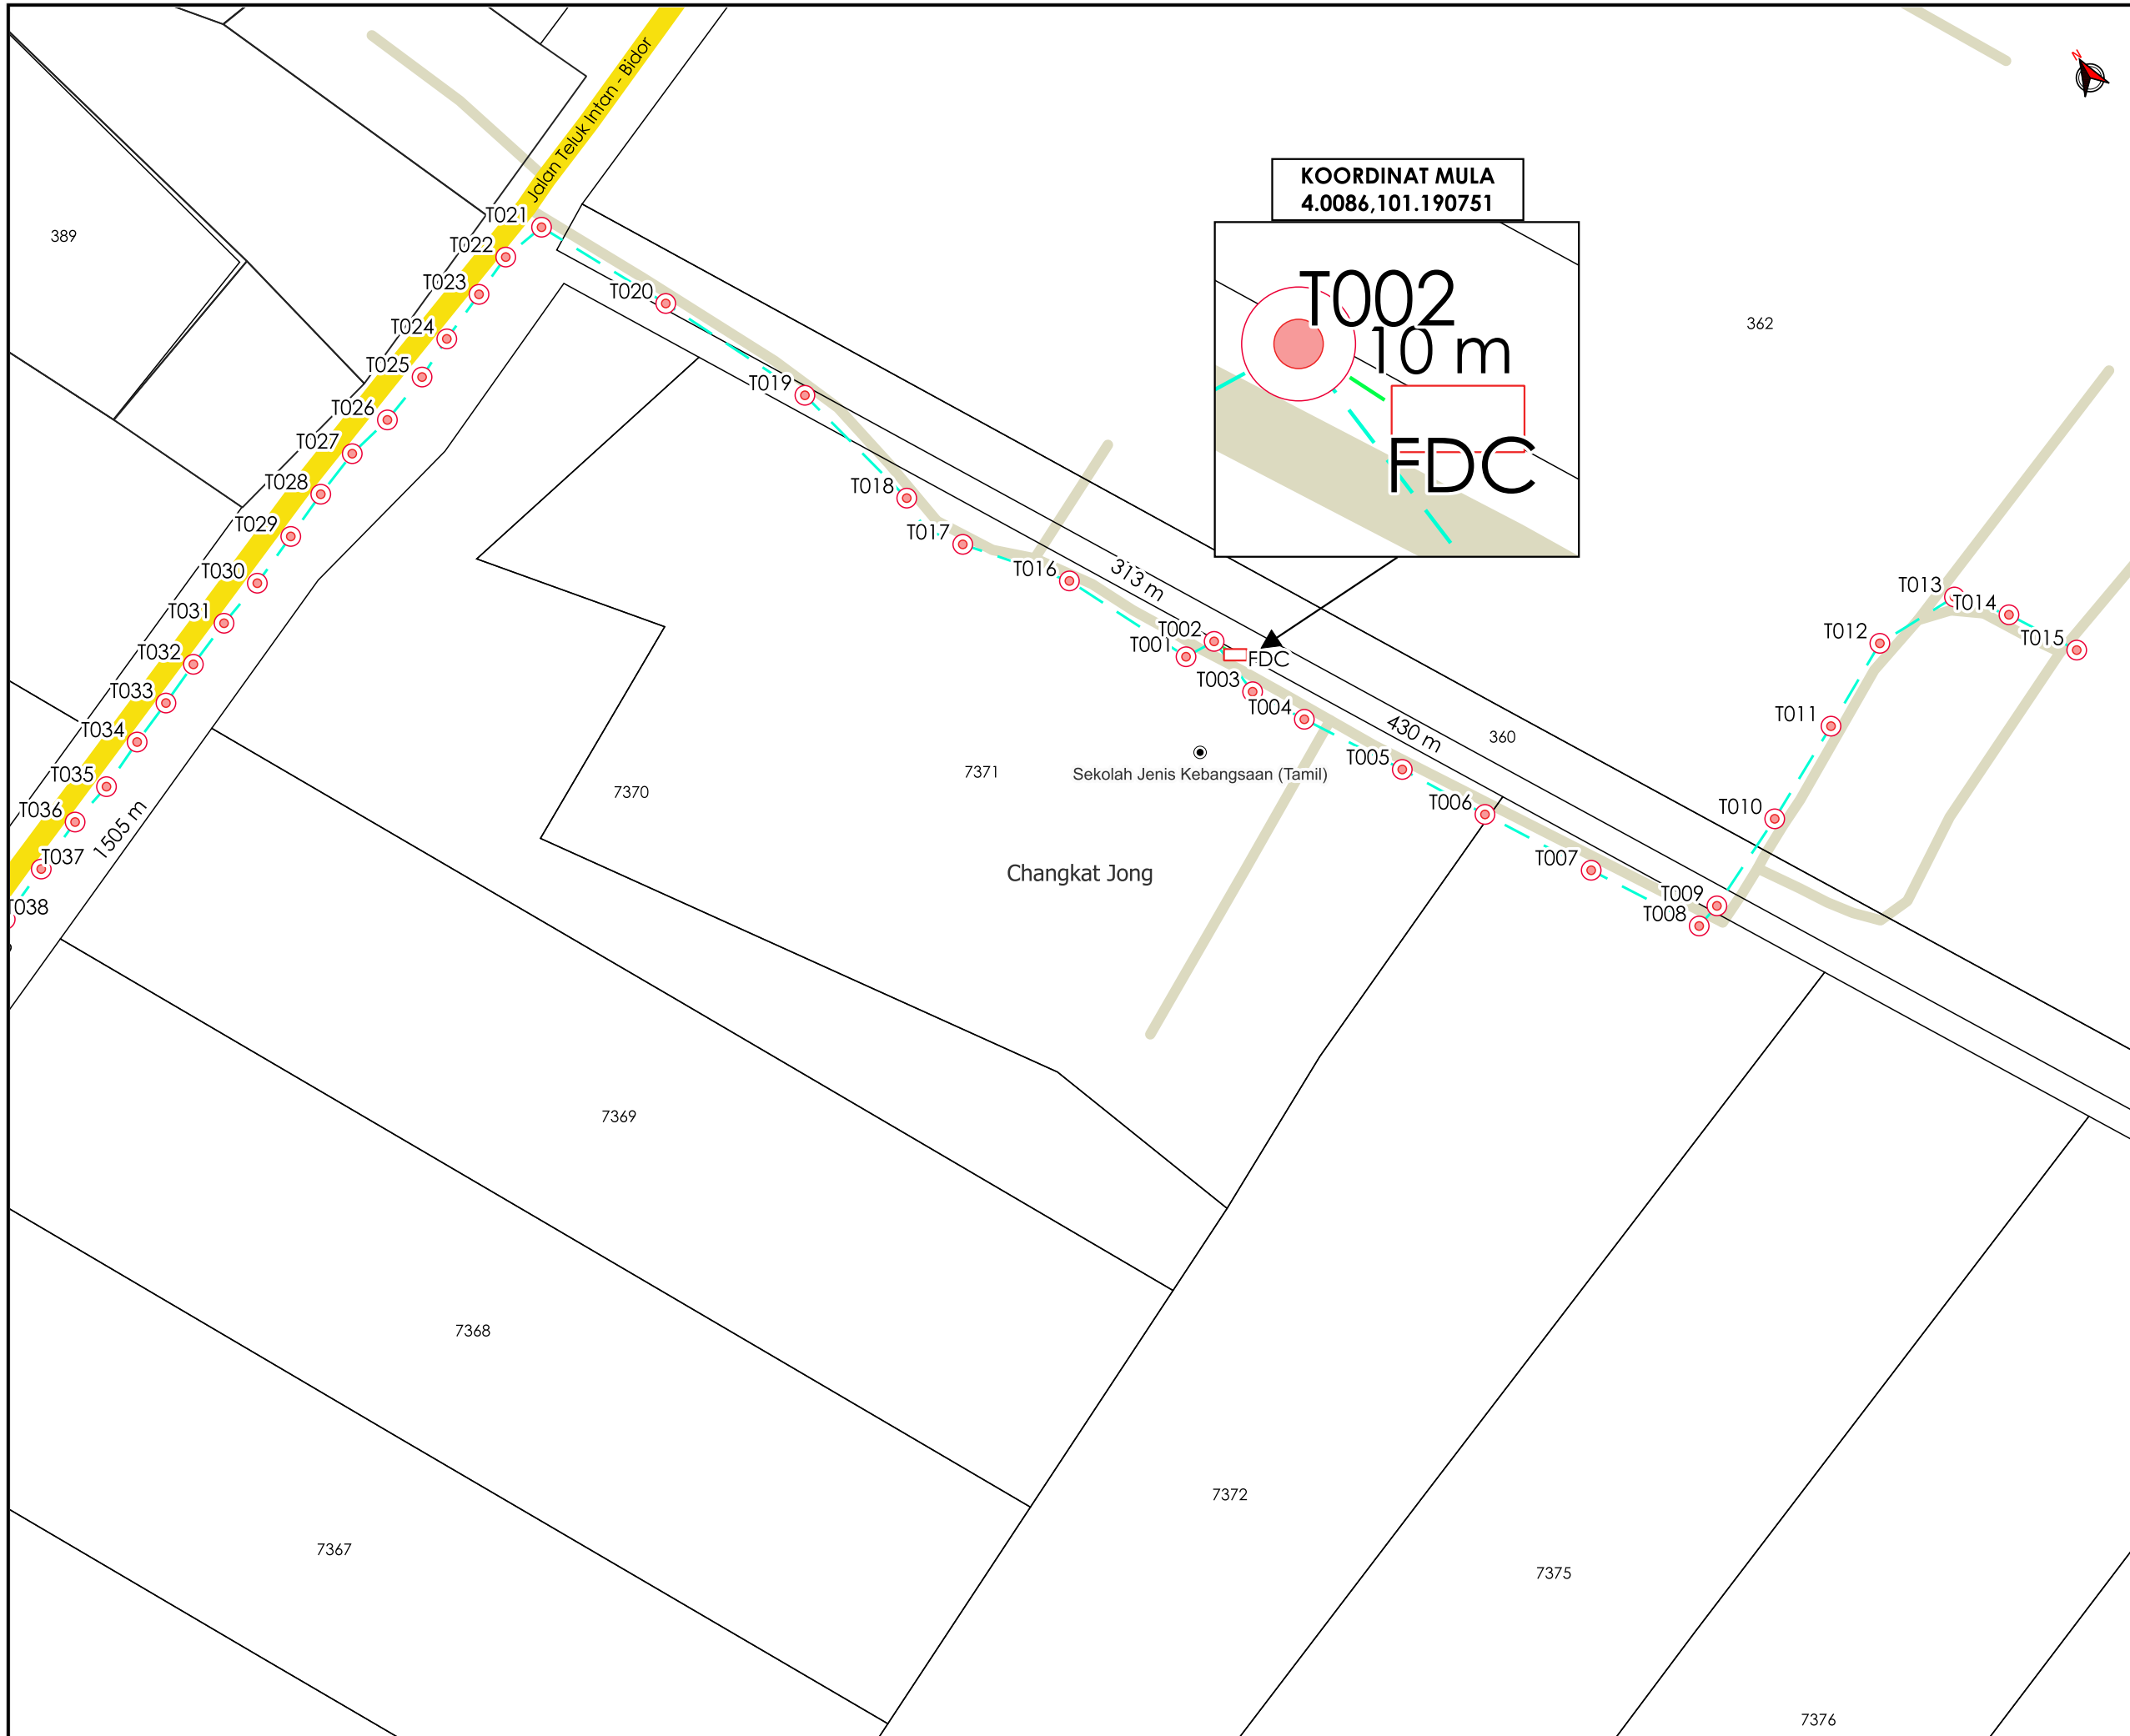 N
Jalan Teluk Intan - Bidor
KOORDINAT MULA
4.0086,101.190751
T021
389
T022
T023
T020
T002
10 m
FDC
362
T024
T025
T019
T026
T027
T028
T018
T029
T017
T030
T016
313 m
T013
T014
T031
T002
T001
FDC
T012
T015
T032
T003
T033
T004
T011
T034
430 m
360
T005
Sekolah Jenis Kebangsaan (Tamil)
T035
7370
7371
T006
T010
T036
1505 m
T037
T007
Changkat Jong
T009
T008
T038
7369
7368
7372
7367
7375
7376